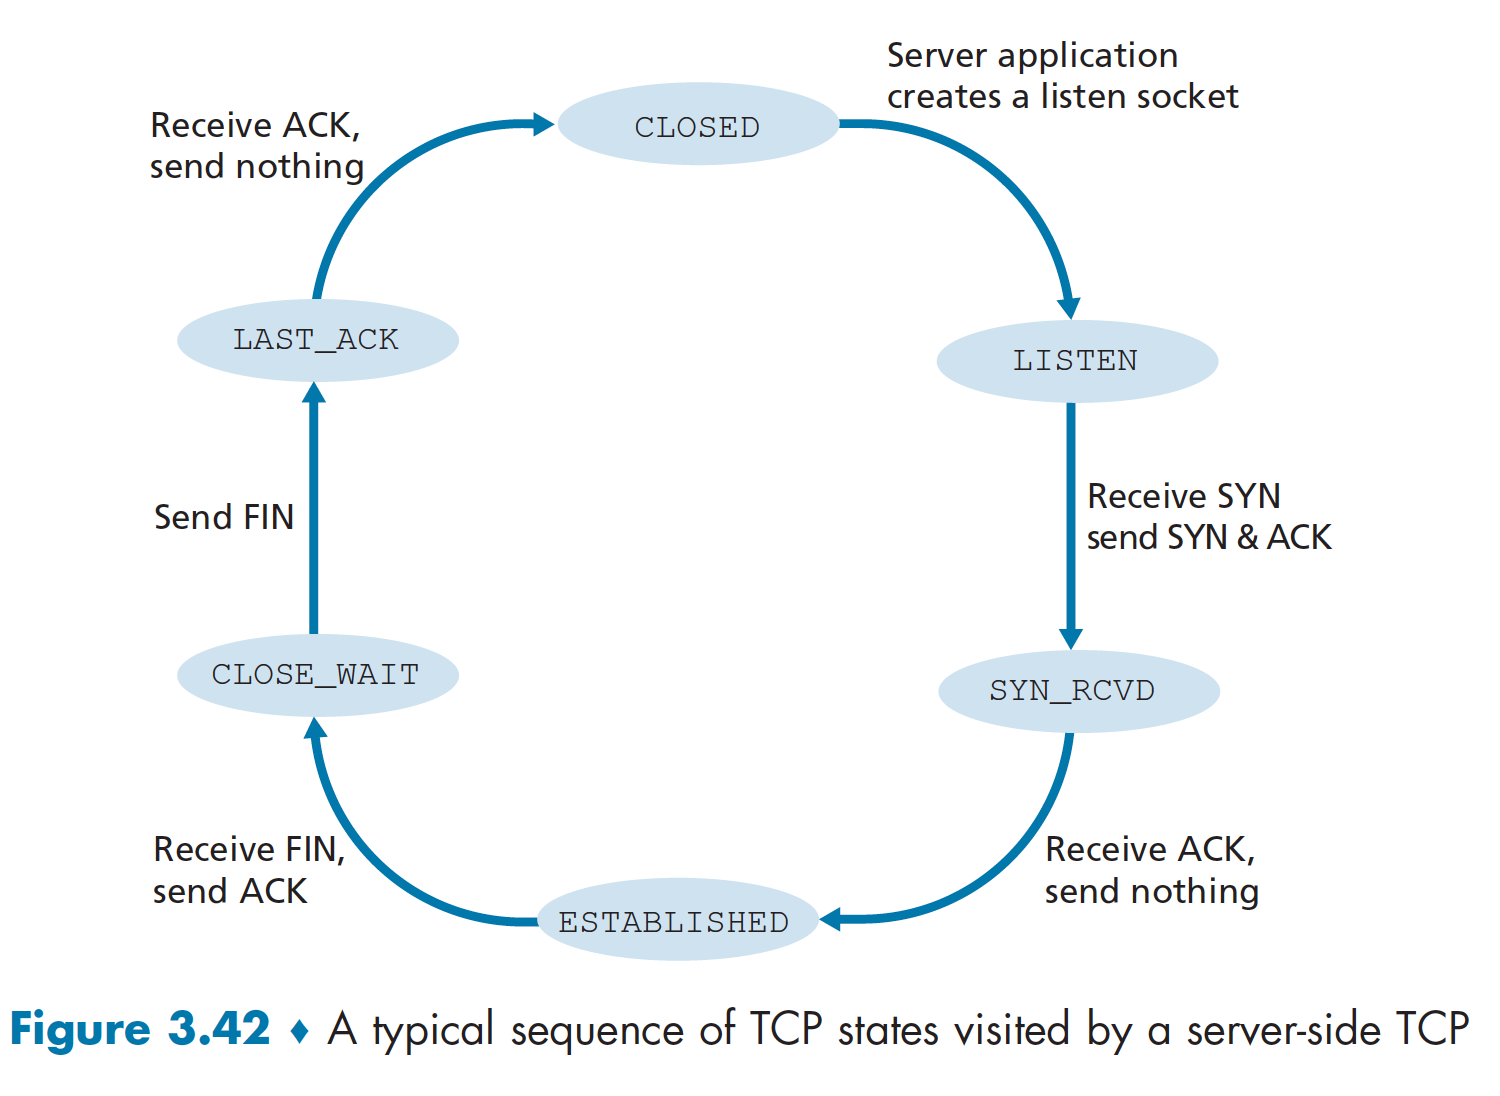 Server application
creates a listen socket
Receive ACK,
send nothing
CLOSED
LAST_ACK
LISTEN
Send FIN
Receive SYN
send SYN & ACK
CLOSE_WAIT
SYN_RCVD
Receive FIN,
send ACK
Receive ACK,
send nothing
ESTABLISHED
Figure 3.42 ♦ A typical sequence of TCP states visited by a server-side TCP